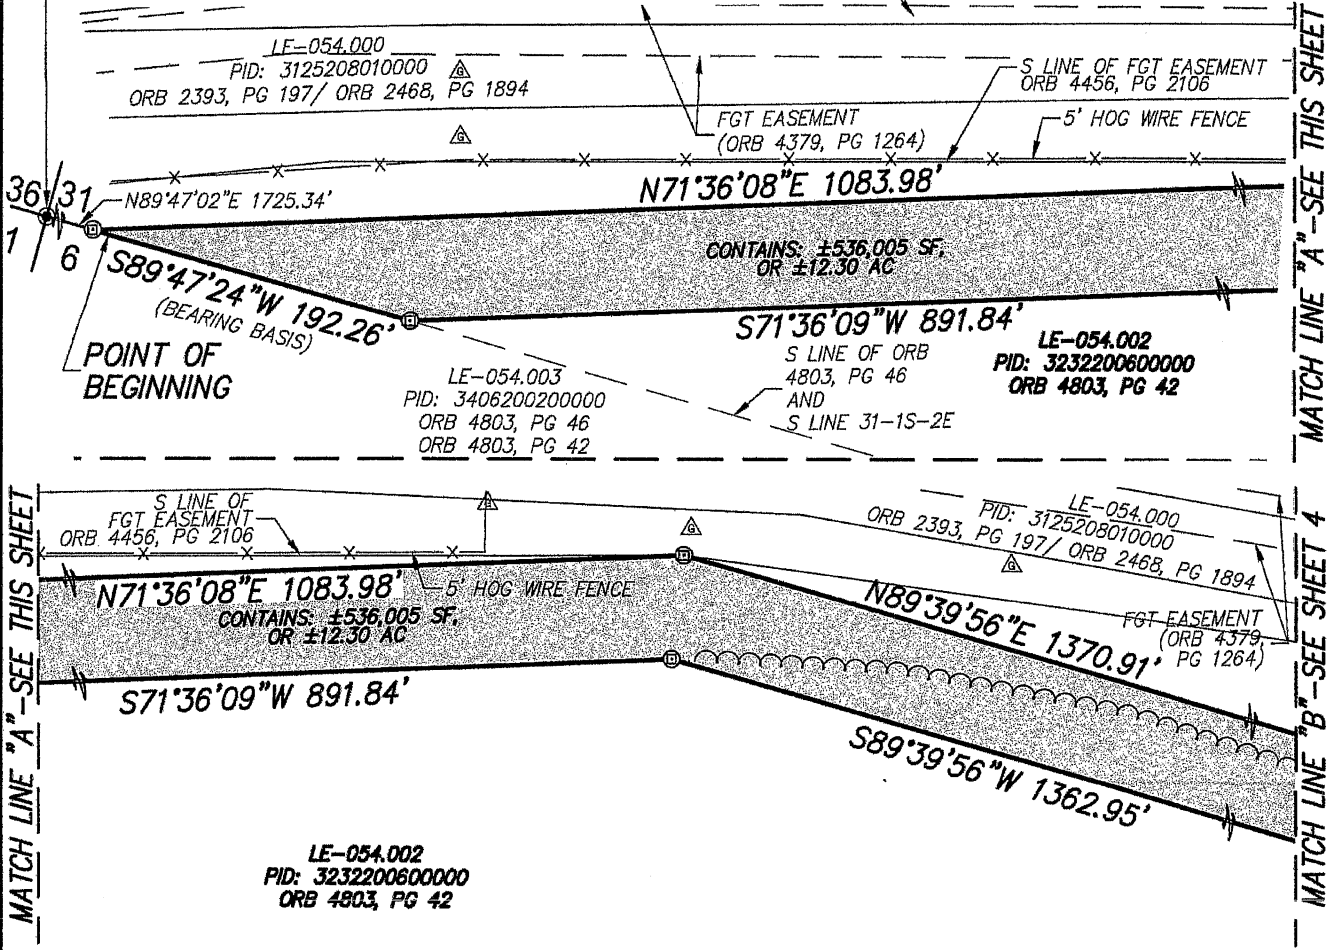 LE-054.000
PID: 3125208010000
ORB 2393, PG 197/ ORB 2468, PG 1894
FGT EASEMENT
(ORB 4379, PG 1264)
S LINE OF FGT EASEMENT
ORB 4456, PG 2106
5' HOG WIRE FENCE
MATCH LINE "A"-SEE THIS SHEET
36 31
1 6
N89°47'02"E 1725.34'
N71°36'08"E 1083.98'
CONTAINS: ±536,005 SF,
OR ±12.30 AC
S89°47'24"W 192.26'
(BEARING BASIS)
S71°36'09"W 891.84'
POINT OF
BEGINNING
LE-054.003
PID: 3406200200000
ORB 4803, PG 46
ORB 4803, PG 42
S LINE OF ORB
4803, PG 46
AND
S LINE 31-1S-2E
LE-054.002
PID: 3232200600000
ORB 4803, PG 42
G
G
MATCH LINE "A"-SEE THIS SHEET
S LINE OF
FGT EASEMENT
ORB 4456, PG 2106
G
G
G
LE-054.000
PID: 3125208010000
ORB 2393, PG 197/ ORB 2468, PG 1894
N71°36'08"E 1083.98'
5' HOG WIRE FENCE
CONTAINS: ±536,005 SF,
OR ±12.30 AC
N89°39'56"E 1370.91'
FGT EASEMENT
(ORB 4379,
PG 1264)
S71°36'09"W 891.84'
S89°39'56"W 1362.95'
LE-054.002
PID: 3232200600000
ORB 4803, PG 42
MATCH LINE "B"-SEE SHEET 4